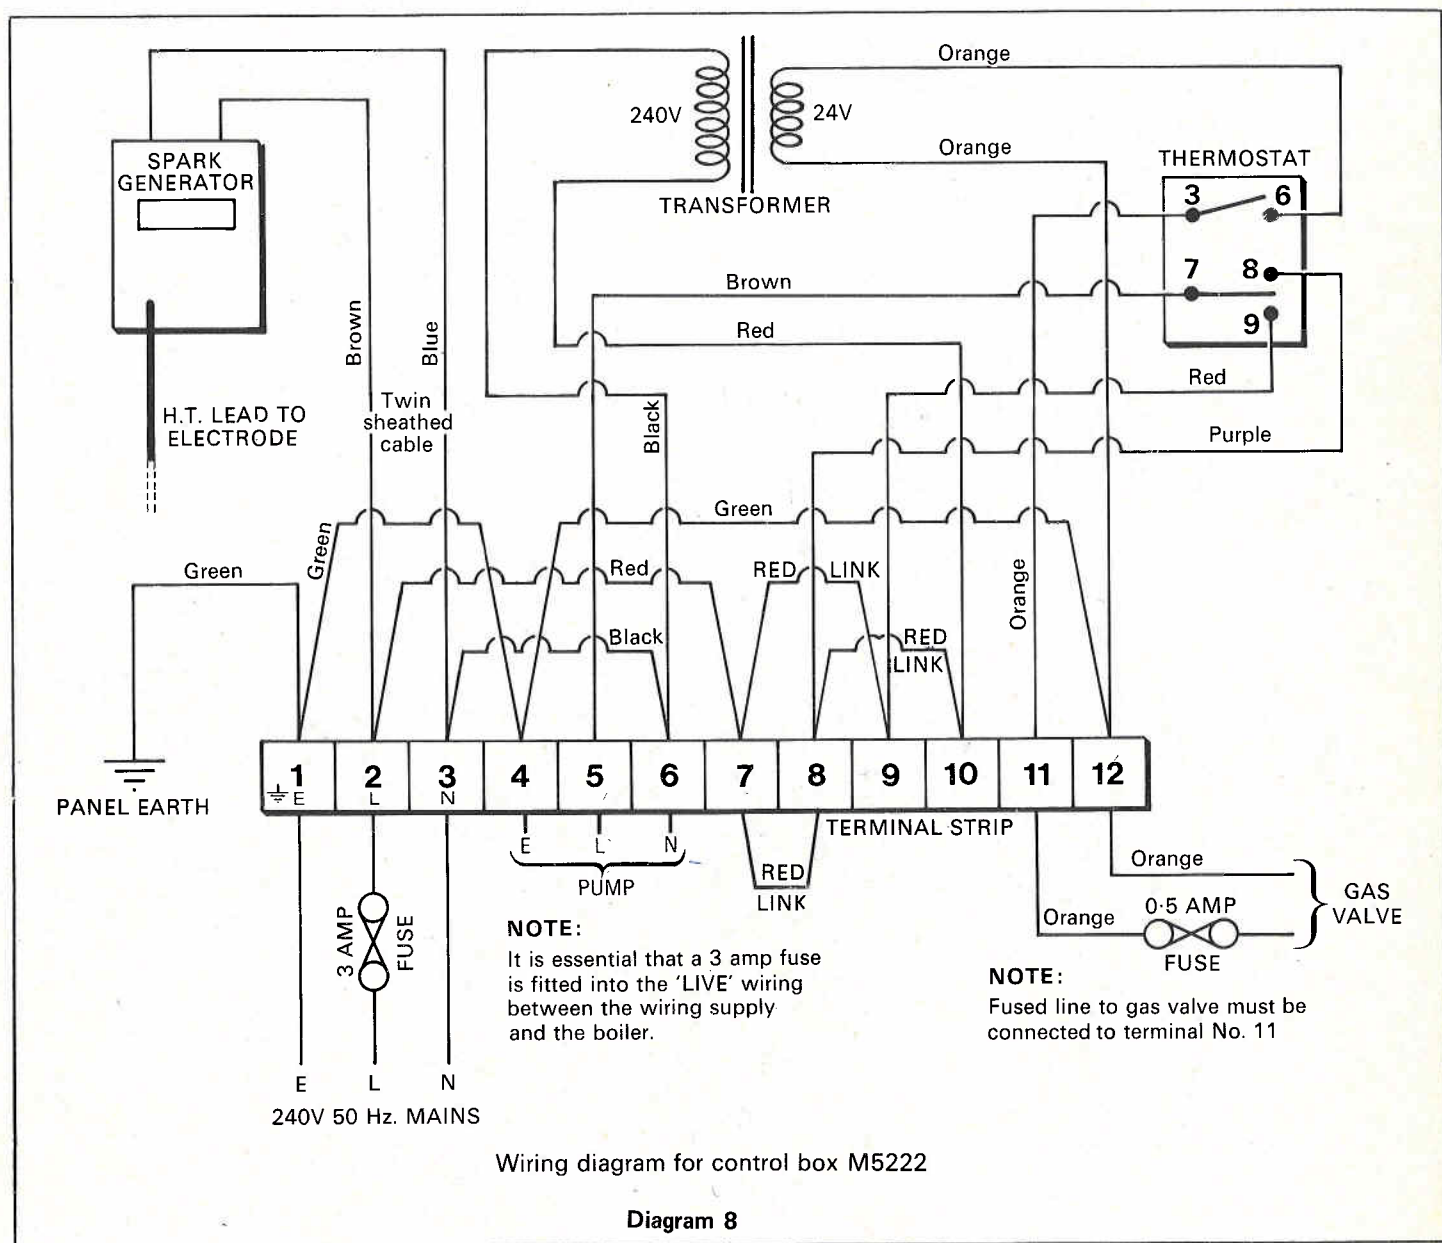 Orange
240V
24V
Orange
SPARK
GENERATOR
THERMOSTAT
TRANSFORMER
3
6
7
8
9
Brown
Red
Red
Brown
Blue
Twin
sheathed
cable
Black
Purple
H.T. LEAD TO
ELECTRODE
Green
Green
Green
Red
RED LINK
Orange
Black
RED
LINK
1 2 3 4 5 6 7 8 9 10 11 12
E L N
PANEL EARTH
TERMINAL STRIP
E L N
PUMP
RED
LINK
Orange
Orange
0·5 AMP
FUSE
GAS
VALVE
3 AMP
FUSE
NOTE:
It is essential that a 3 amp fuse
is fitted into the 'LIVE' wiring
between the wiring supply
and the boiler.
NOTE:
Fused line to gas valve must be
connected to terminal No. 11
E L N
240V 50 Hz. MAINS
Wiring diagram for control box M5222
Diagram 8